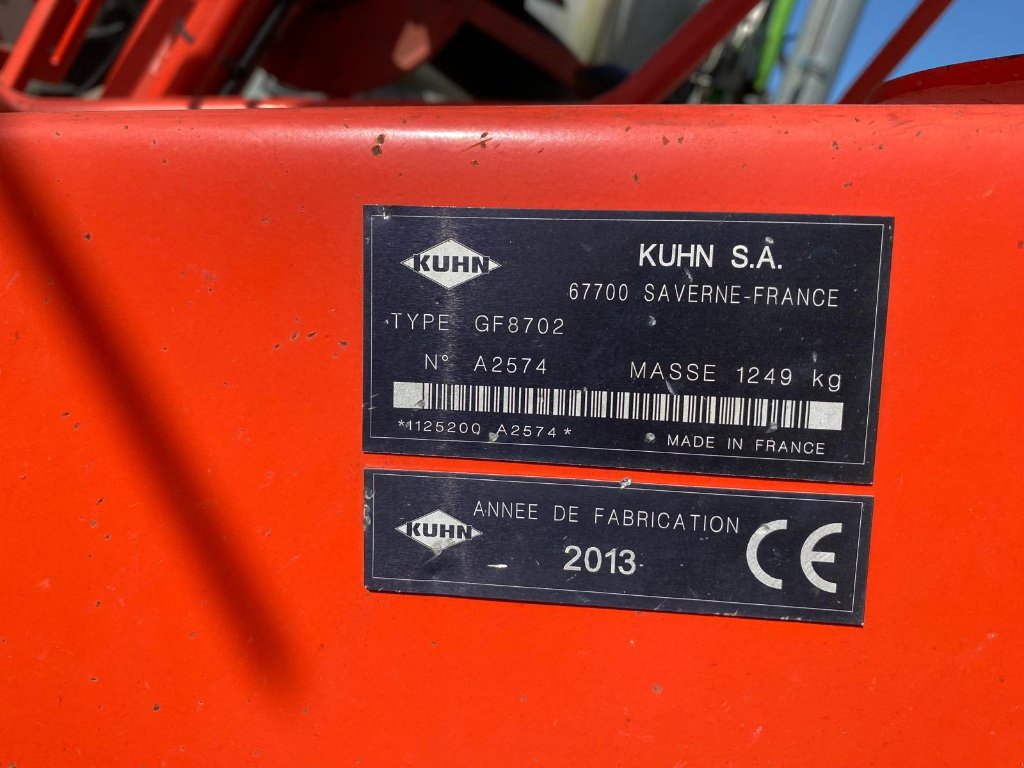 KUHN
KUHN S.A.
67700 SAVERNE-FRANCE
TYPE GF8702
N° A2574 MASSE 1249 kg
*1125200 A2574*
MADE IN FRANCE
KUHN
ANNEE DE FABRICATION
2013
CE